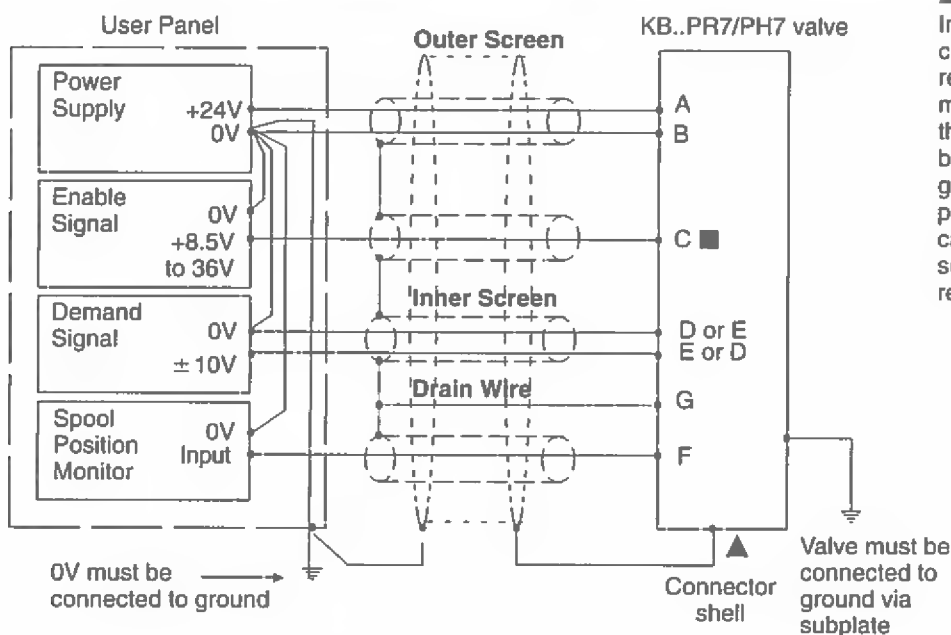 User Panel
Outer Screen
KB..PR7/PH7 valve
Power
Supply
+24V
0V
Enable
Signal
0V
+8.5V
to 36V
Demand
Signal
0V
±10V
Spool
Position
Monitor
0V
Input
Inner Screen
Drain Wire
A
B
C ■
D or E
E or D
G
F
0V must be
connected to ground
Connector
shell
Valve must be
connected to
ground via
subplate